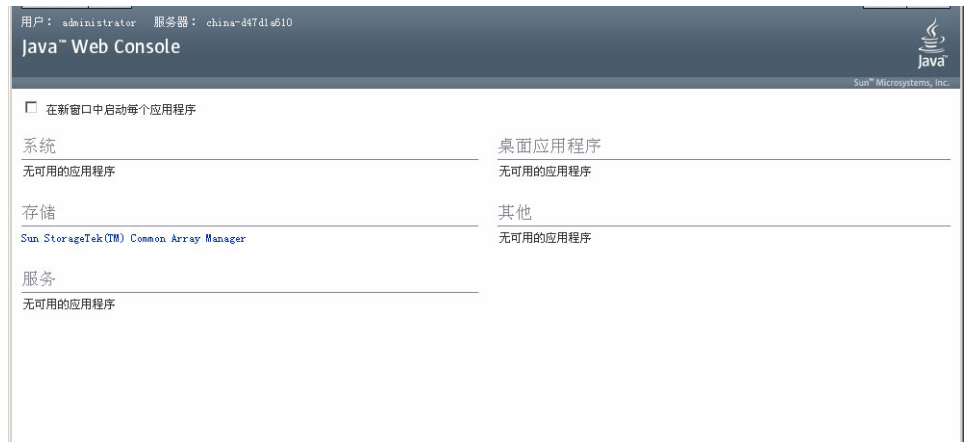 用户： administrator 服务器： china-d47d1a610
Java™ Web Console
Java™
Sun™ Microsystems, Inc.
在新窗口中启动每个应用程序
系统
无可用的应用程序
桌面应用程序
无可用的应用程序
存储
Sun StorageTek(TM) Common Array Manager
其他
无可用的应用程序
服务
无可用的应用程序